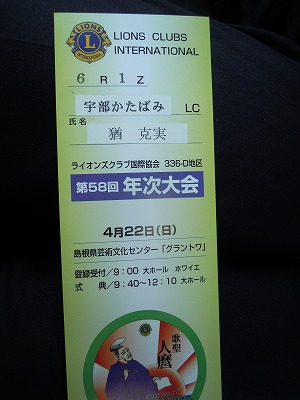 LIONS CLUBS
INTERNATIONAL
6 R 1 Z
宇部かたばみ LC
氏名
猶 克実
ライオンズクラブ国際協会 336-D地区
第58回 年次大会
4月22日(日)
島根県芸術文化センター「グラントワ」
登録受付／9：00 大ホール ホワイエ
式 典／9：40～12：10 大ホール
歌聖
人麿